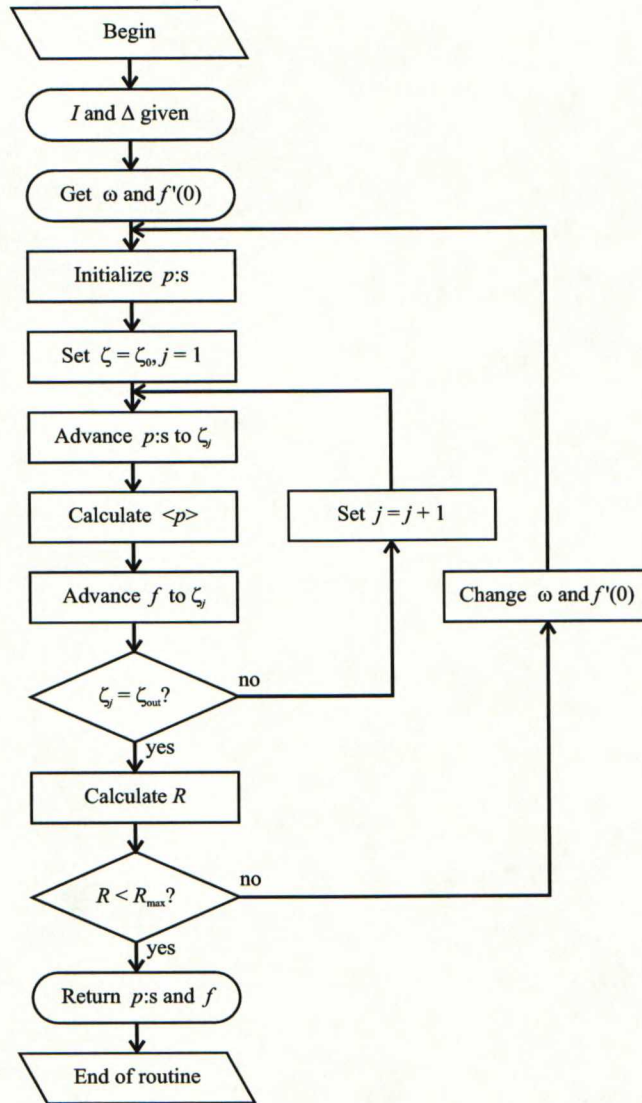 Begin
I and Δ given
Get ω and f'(0)
Initialize p:s
Set ζ = ζ₀, j = 1
Advance p:s to ζⱼ
Calculate <p>
Set j = j + 1
Advance f to ζⱼ
Change ω and f'(0)
ζⱼ = ζₒᵤₜ?
no
yes
Calculate R
R < Rₘₐₓ?
no
yes
Return p:s and f
End of routine